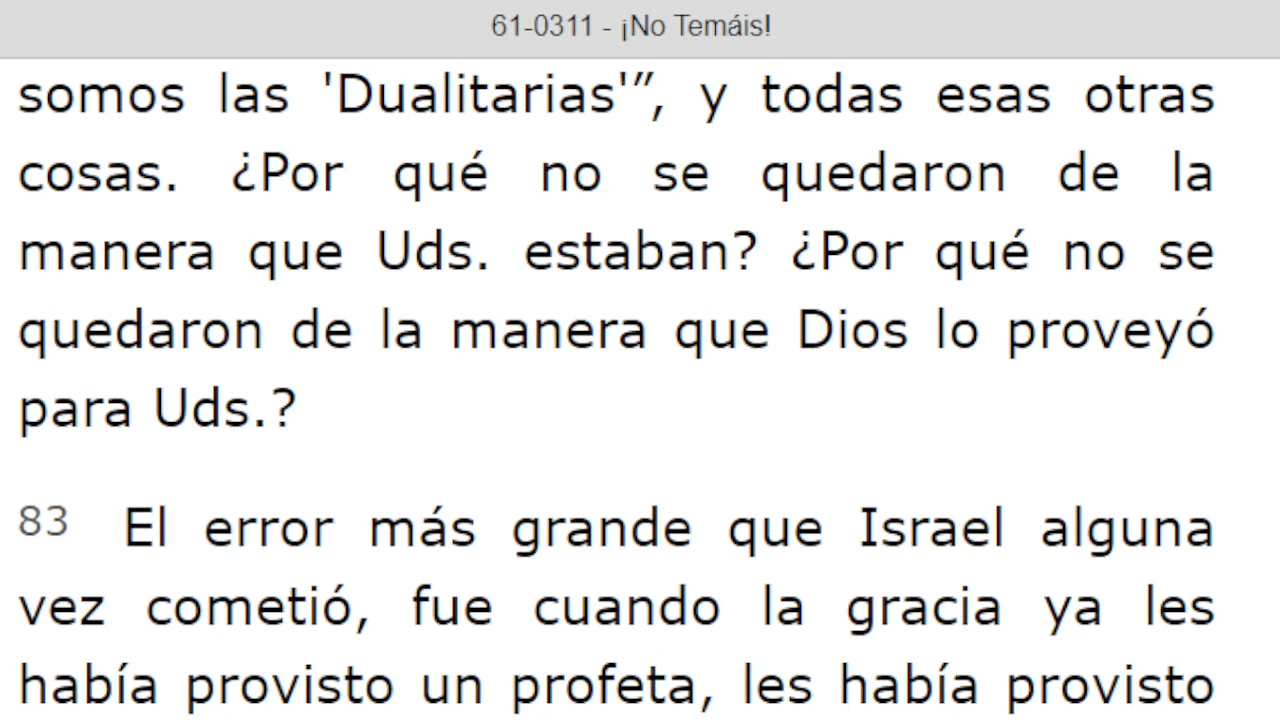 61-0311 - ¡No Temáis!
somos las 'Dualitarias'”, y todas esas otras
cosas. ¿Por qué no se quedaron de la
manera que Uds. estaban? ¿Por qué no se
quedaron de la manera que Dios lo proveyó
para Uds.?
83 El error más grande que Israel alguna
vez cometió, fue cuando la gracia ya les
había provisto un profeta, les había provisto